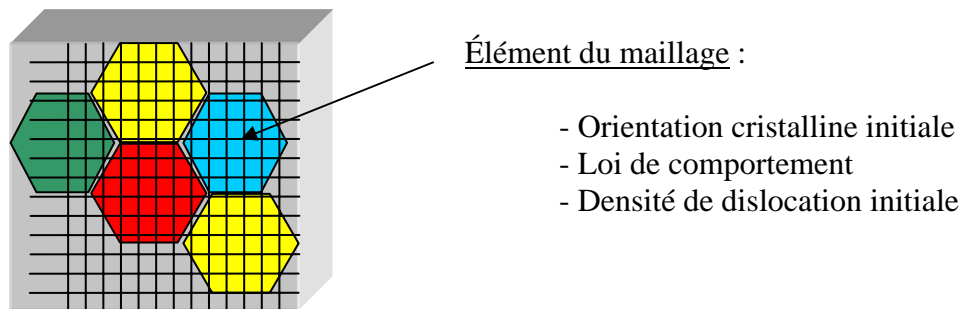 Élément du maillage :
- Orientation cristalline initiale
- Loi de comportement
- Densité de dislocation initiale